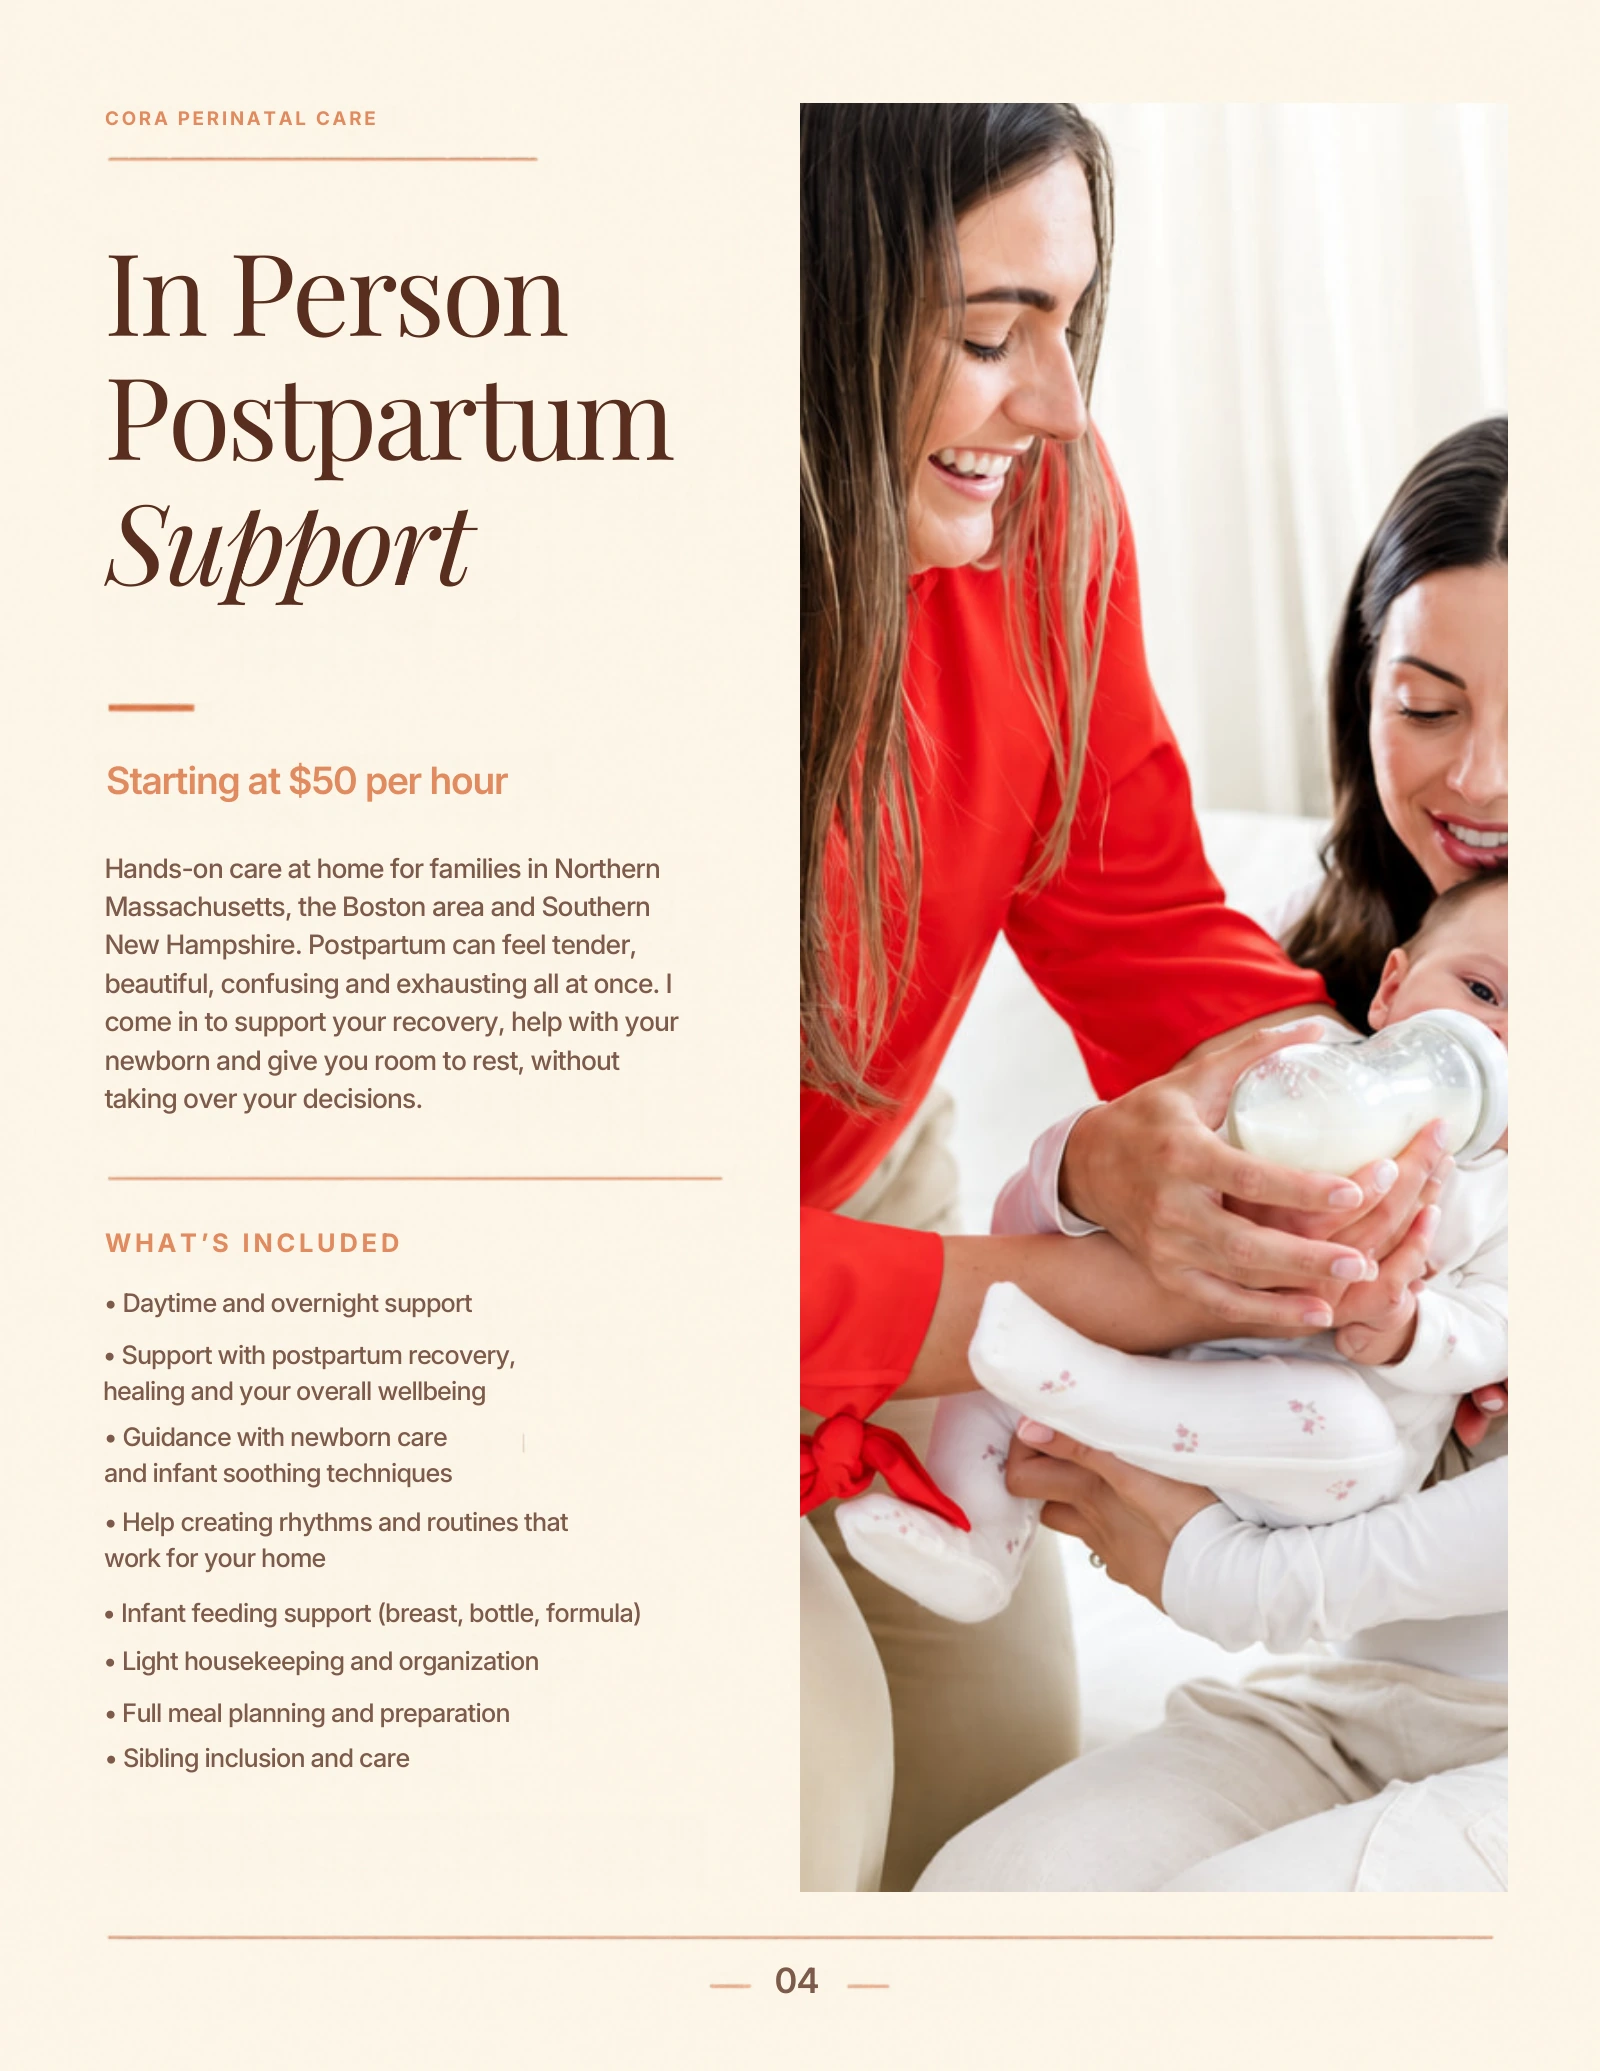 CORA PERINATAL CARE
In Person
Postpartum
Support
Starting at $50 per hour
Hands-on care at home for families in Northern
Massachusetts, the Boston area and Southern
New Hampshire. Postpartum can feel tender,
beautiful, confusing and exhausting all at once. I
come in to support your recovery, help with your
newborn and give you room to rest, without
taking over your decisions.
WHAT’S INCLUDED
• Daytime and overnight support
• Support with postpartum recovery,
healing and your overall wellbeing
• Guidance with newborn care
and infant soothing techniques
• Help creating rhythms and routines that
work for your home
• Infant feeding support (breast, bottle, formula)
• Light housekeeping and organization
• Full meal planning and preparation
• Sibling inclusion and care
04